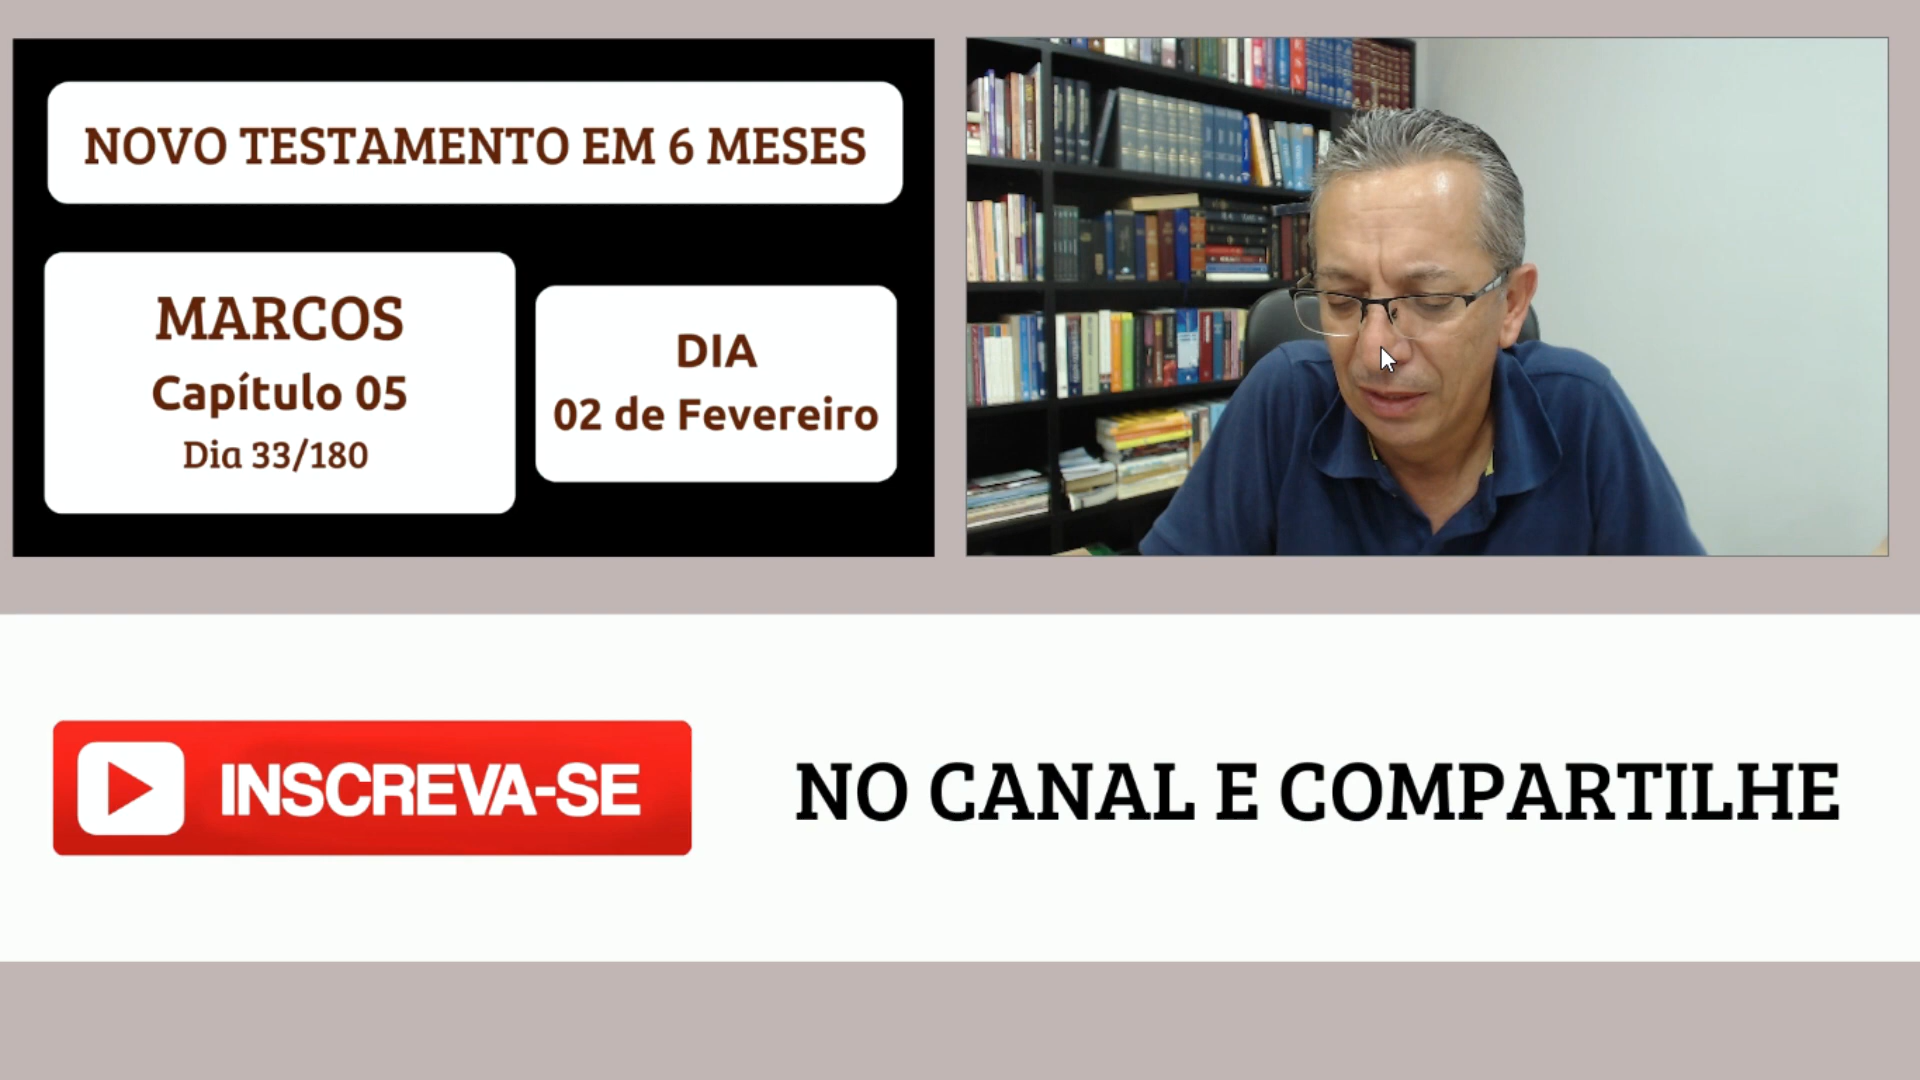 NOVO TESTAMENTO EM 6 MESES
MARCOS
Capítulo 05
Dia 33/180
DIA
02 de Fevereiro
INSCREVA-SE
NO CANAL E COMPARTILHE